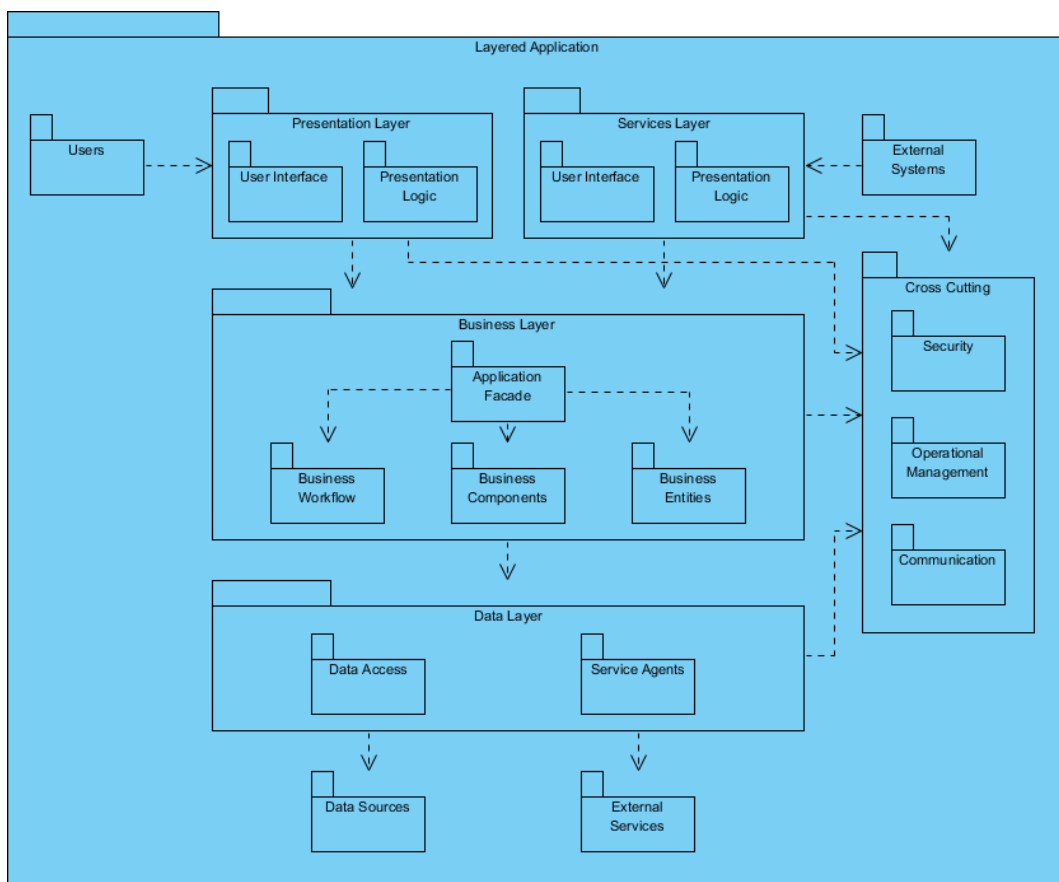 Layered Application
Presentation Layer
Services Layer
Users
User Interface
Presentation
Logic
User Interface
Presentation
Logic
External
Systems
Cross Cutting
Business Layer
Security
Application
Facade
Operational
Management
Business
Workflow
Business
Components
Business
Entities
Communication
Data Layer
Data Access
Service Agents
Data Sources
External
Services